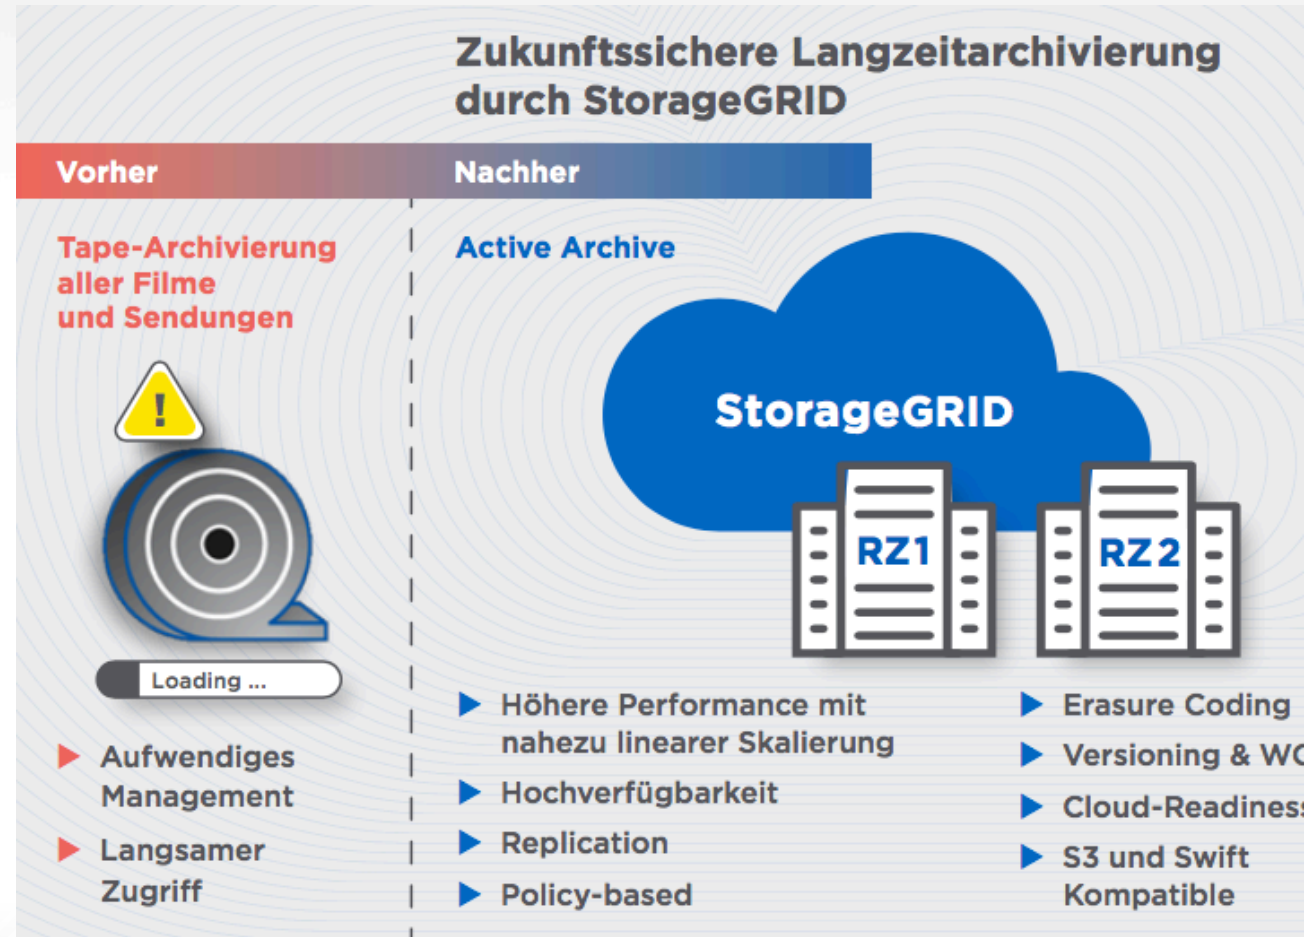 Zukunftssichere Langzeitarchivierung
durch StorageGRID
Vorher
Nachher
Tape-Archivierung
aller Filme
und Sendungen
!
Loading ...
Aufwendiges
Management
Langsamer
Zugriff
Active Archive
StorageGRID
RZ1
RZ2
Höhere Performance mit
nahezu linearer Skalierung
Hochverfügbarkeit
Replication
Policy-based
Erasure Coding
Versioning &
Cloud-Readiness
S3 und Swift
Kompatible